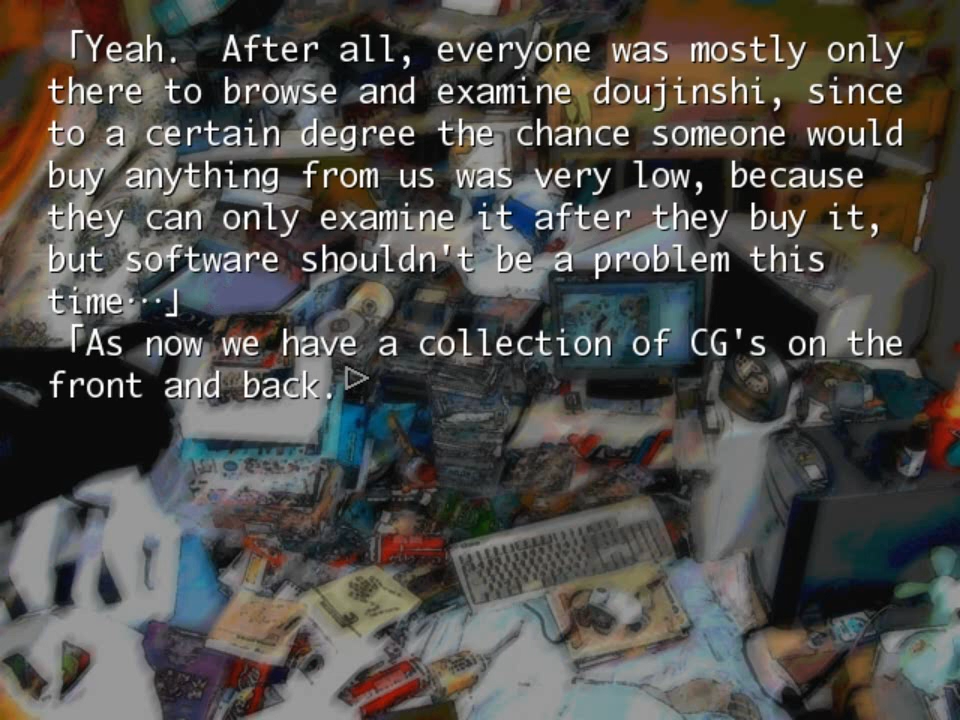 「Yeah. After all, everyone was mostly only
there to browse and examine doujinshi, since
to a certain degree the chance someone would
buy anything from us was very low, because
they can only examine it after they buy it,
but software shouldn't be a problem this
time…」
「As now we have a collection of CG's on the
front and back.